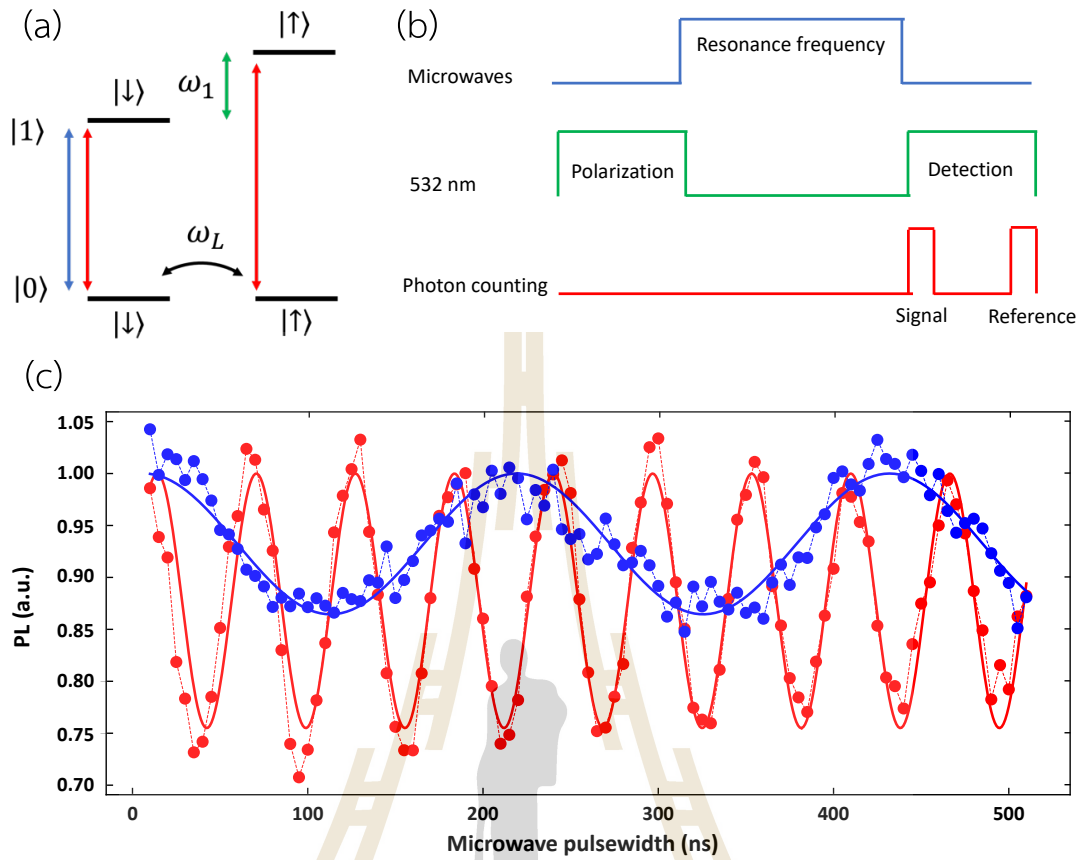 (a)
|↑⟩
ω₁
|↓⟩
|1⟩
ω_L
|0⟩
|↓⟩
|↑⟩
(b)
Resonance frequency
Microwaves
Polarization
Detection
532 nm
Photon counting
Signal
Reference
(c)
1.05
1.00
0.95
0.90
0.85
0.80
0.75
0.70
PL (a.u.)
0
100
200
300
400
500
Microwave pulsewidth (ns)